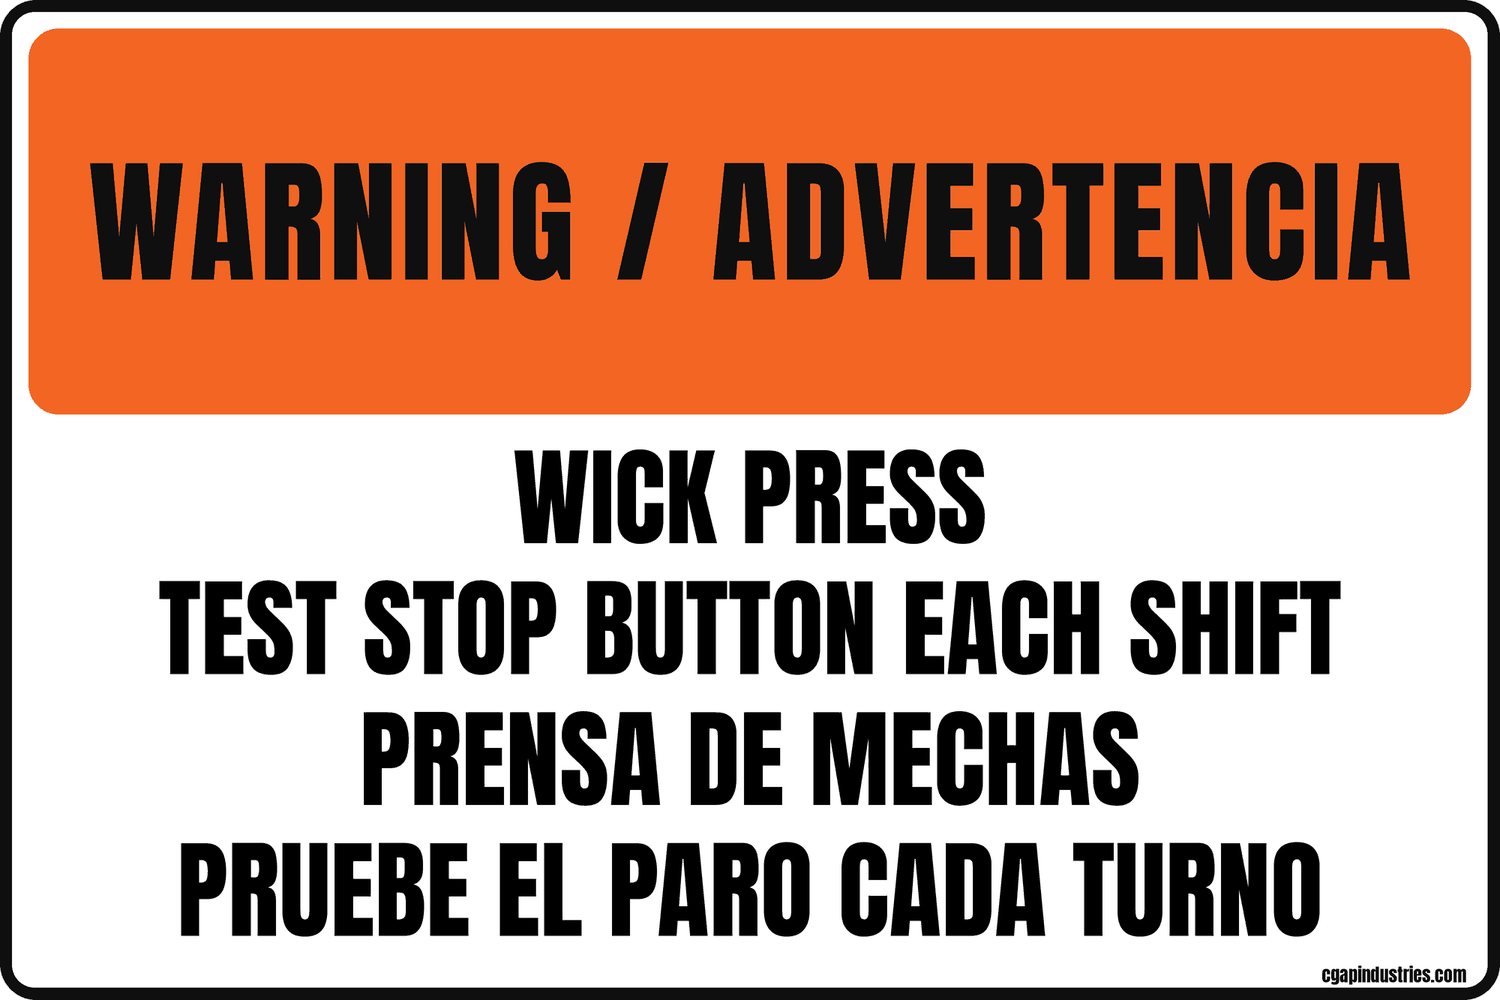 WARNING / ADVERTENCIA
WICK PRESS
TEST STOP BUTTON EACH SHIFT
PRENSA DE MECHAS
PRUEBE EL PARO CADA TURNO
cgapindustries.com